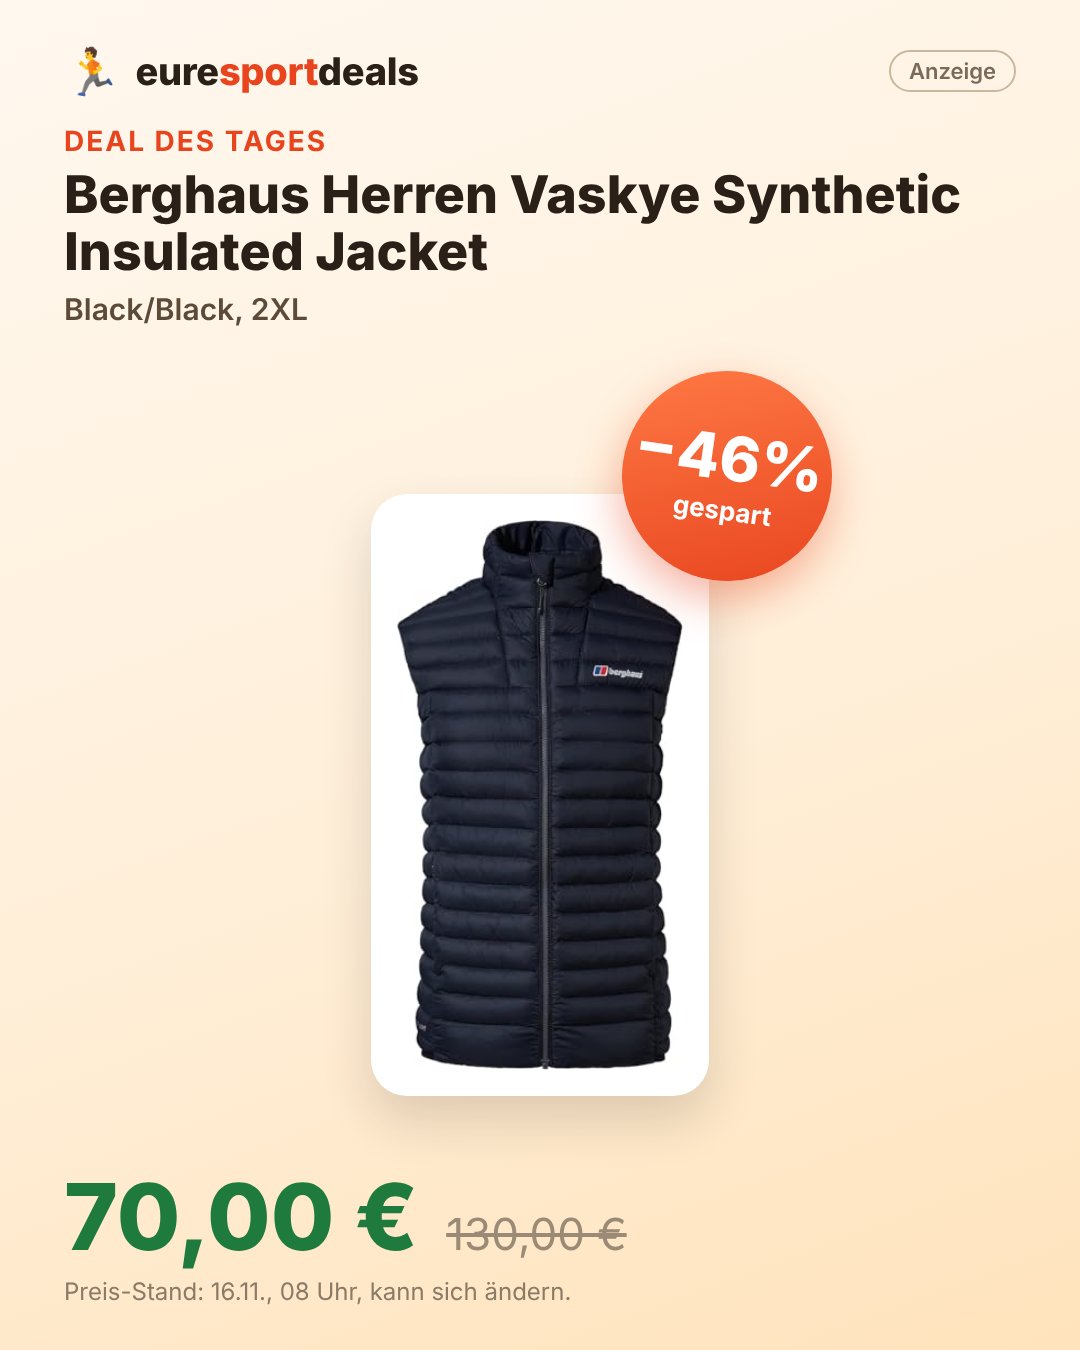 euresportdeals
Anzeige
DEAL DES TAGES
Berghaus Herren Vaskye Synthetic
Insulated Jacket
Black/Black, 2XL
−46%
gespart
berghaus
70,00 € 130,00 €
Preis-Stand: 16.11., 08 Uhr, kann sich ändern.